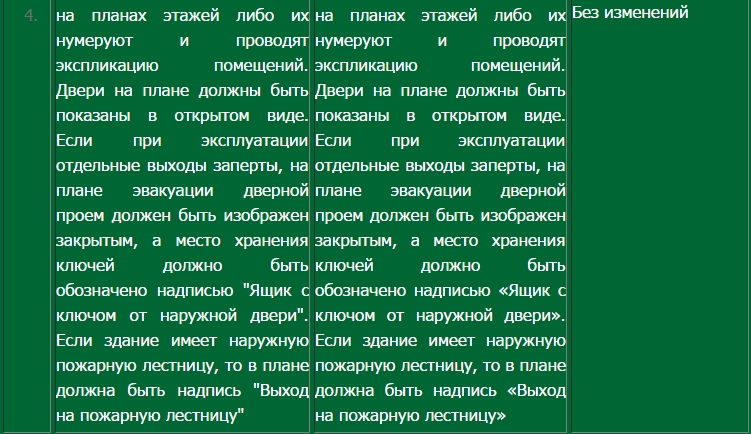 4.
на планах этажей либо их
нумеруют и проводят
экспликацию помещений.
Двери на плане должны быть
показаны в открытом виде.
Если при эксплуатации
отдельные выходы заперты, на
плане эвакуации дверной
проем должен быть изображен
закрытым, а место хранения
ключей должно быть
обозначено надписью "Ящик с
ключом от наружной двери".
Если здание имеет наружную
пожарную лестницу, то в плане
должна быть надпись "Выход
на пожарную лестницу"
на планах этажей либо их
нумеруют и проводят
экспликацию помещений.
Двери на плане должны быть
показаны в открытом виде.
Если при эксплуатации
отдельные выходы заперты, на
плане эвакуации дверной
проем должен быть изображен
закрытым, а место хранения
ключей должно быть
обозначено надписью «Ящик с
ключом от наружной двери».
Если здание имеет наружную
пожарную лестницу, то в плане
должна быть надпись «Выход
на пожарную лестницу»
Без изменений